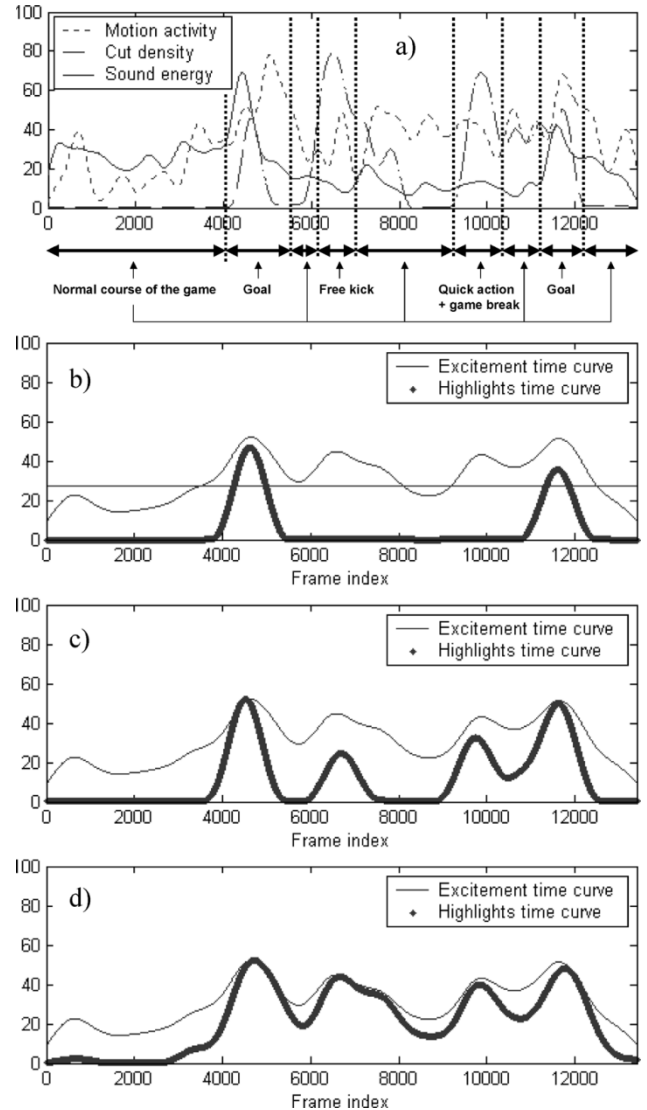 100
Motion activity
Cut density
Sound energy
a)
80
60
40
20
0
0 2000 4000 6000 8000 10000 12000
Normal course of the game Goal Free kick Quick action + game break Goal
b)
100
Excitement time curve
Highlights time curve
80
60
40
20
0
0 2000 4000 6000 8000 10000 12000
Frame index
c)
100
Excitement time curve
Highlights time curve
80
60
40
20
0
0 2000 4000 6000 8000 10000 12000
Frame index
d)
100
Excitement time curve
Highlights time curve
80
60
40
20
0
0 2000 4000 6000 8000 10000 12000
Frame index